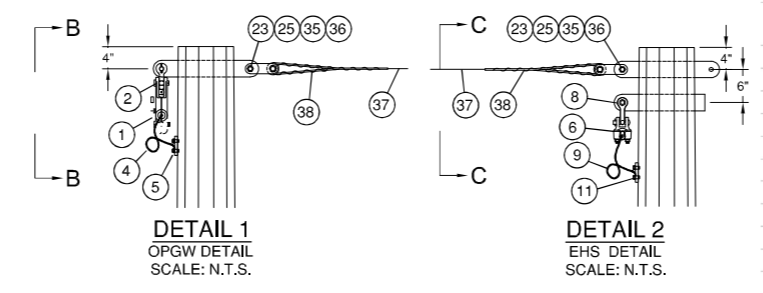 B
4"
23 25 35 36
2
1
4
5
38
37
B
DETAIL 1
OPGW DETAIL
SCALE: N.T.S.
C
23 25 35 36
4"
6"
37
38
8
6
9
11
C
DETAIL 2
EHS DETAIL
SCALE: N.T.S.